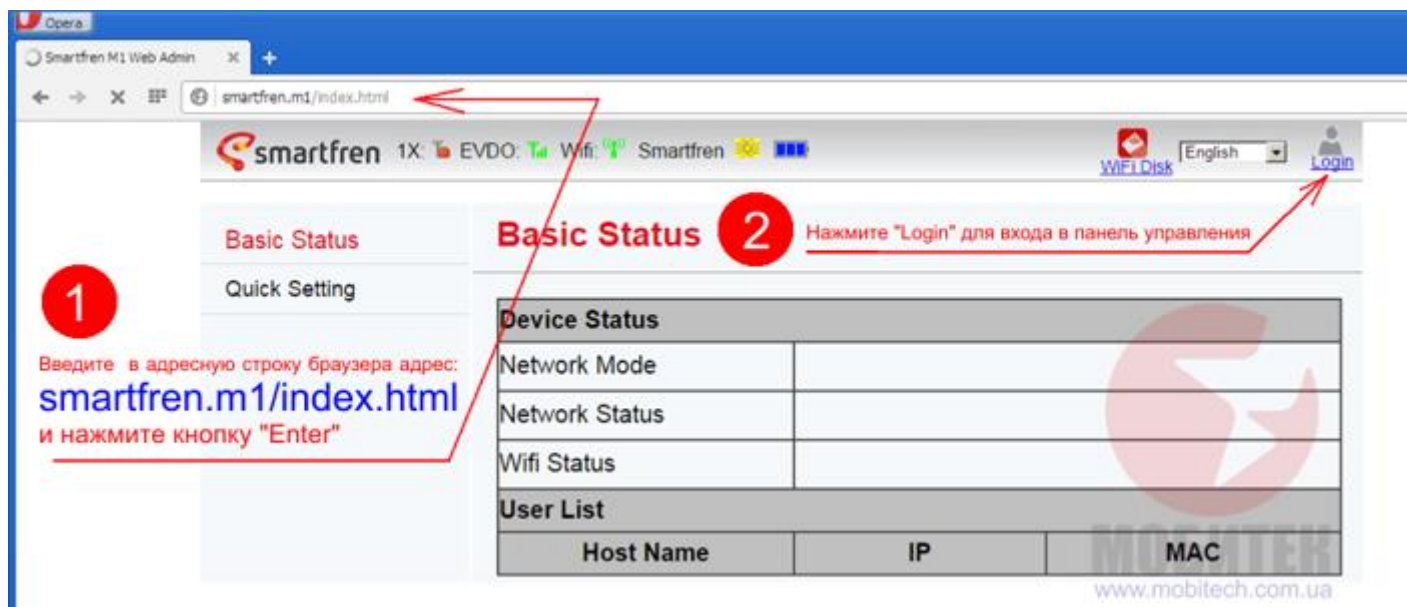 Opera
Smartfren M1 Web Admin
smartfren.m1/index.html
smartfren 1X: EVDO: Wifi: Smartfren
WiFi Disk
English
Login
Basic Status
Quick Setting
Basic Status
2
Нажмите "Login" для входа в панель управления
1
Введите в адресную строку браузера адрес:
smartfren.m1/index.html
и нажмите кнопку "Enter"
Device Status
Network Mode
Network Status
Wifi Status
User List
Host Name IP MAC
МОБИТЕК
www.mobitech.com.ua